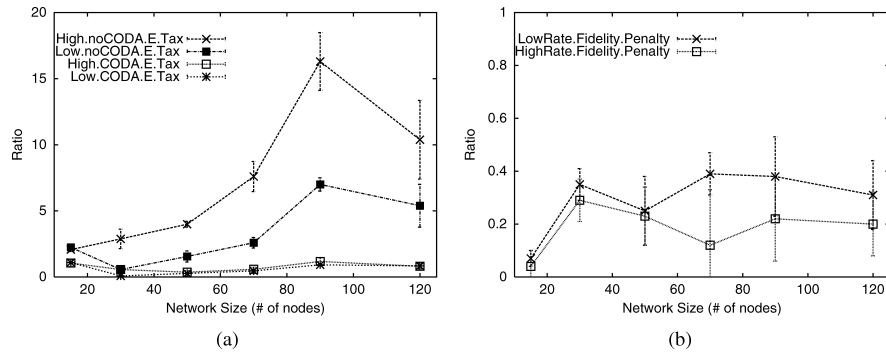 20
15
10
5
0
Ratio
High.noCODA.E.Tax
Low.noCODA.E.Tax
High.CODA.E.Tax
Low.CODA.E.Tax
20 40 60 80 100 120
Network Size (# of nodes)
(a)
1
0.8
0.6
0.4
0.2
0
Ratio
LowRate.Fidelity.Penalty
HighRate.Fidelity.Penalty
20 40 60 80 100 120
Network Size (# of nodes)
(b)